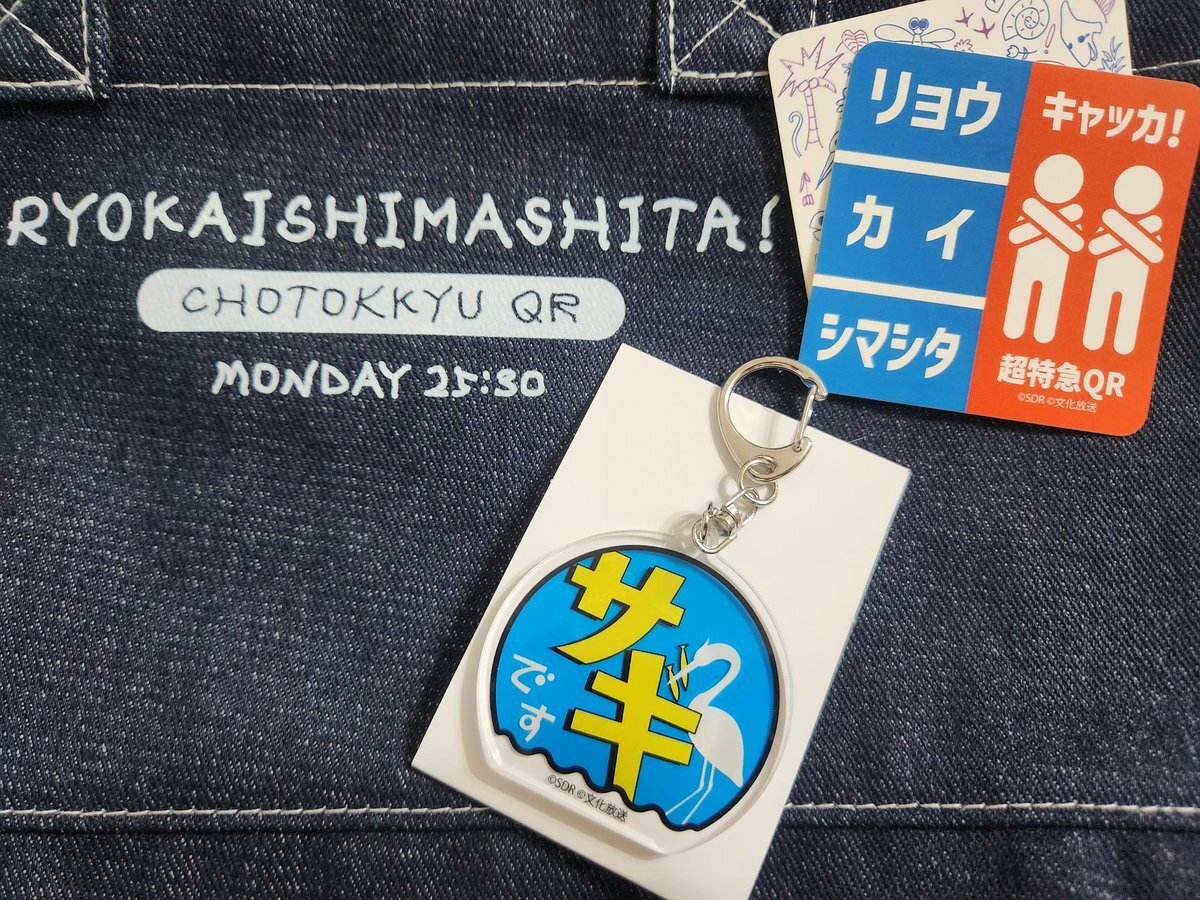 RYOKAISHIMASHITA!
CHOTOKKYU QR
MONDAY 25:30
リョウ
カイ
シマシタ
キャッカ!
超特急QR
©SDR ©文化放送
サギ
です
©SDR ©文化放送